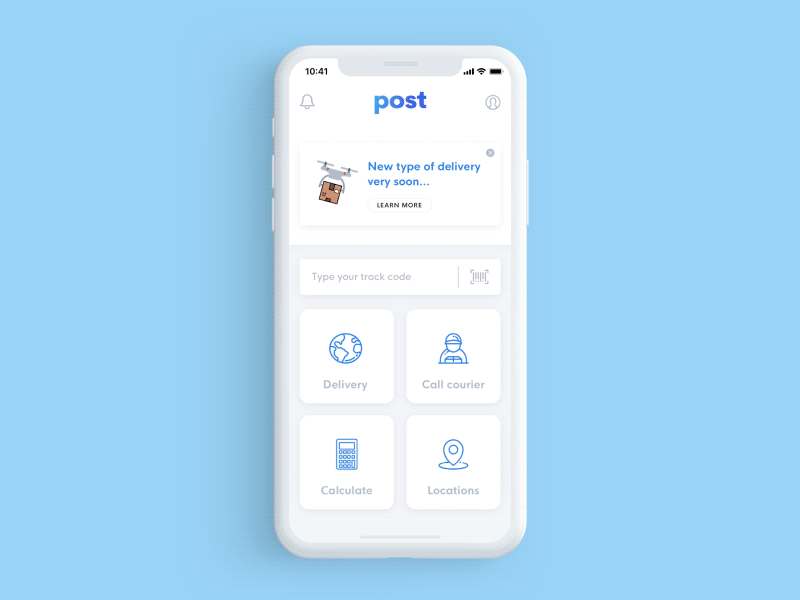 10:41
post
New type of delivery
very soon...
LEARN MORE
Type your track code
Delivery
Call courier
Calculate
Locations